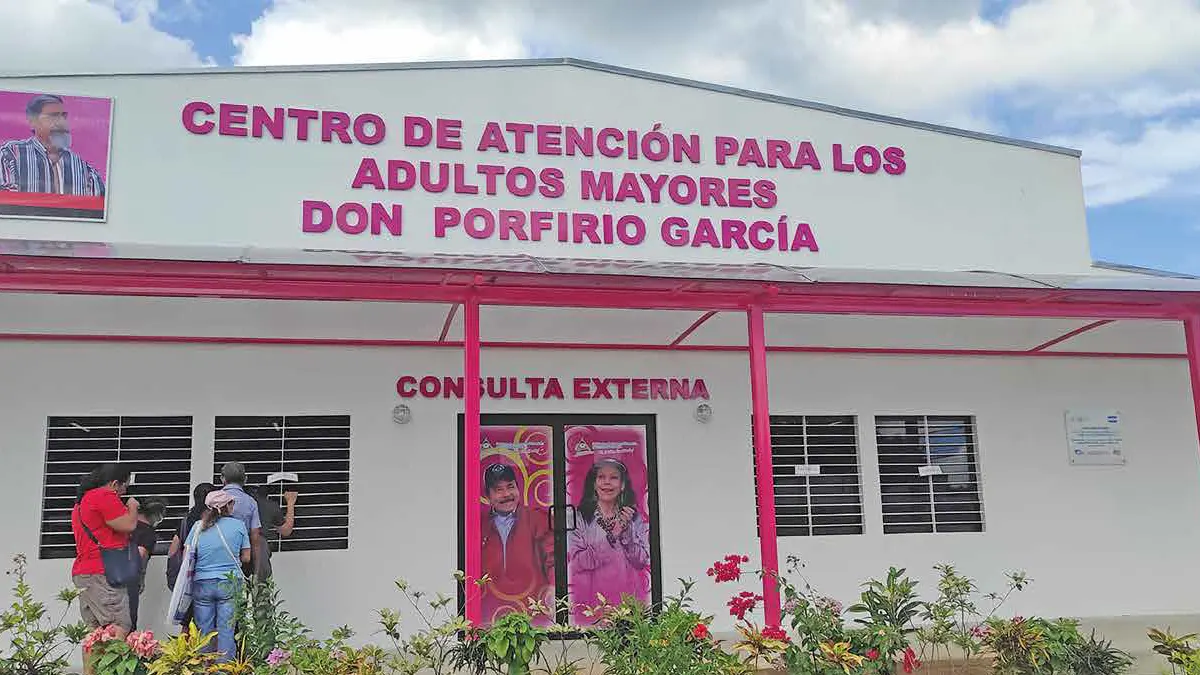 CENTRO DE ATENCIÓN PARA LOS
ADULTOS MAYORES
DON PORFIRIO GARCÍA
CONSULTA EXTERNA